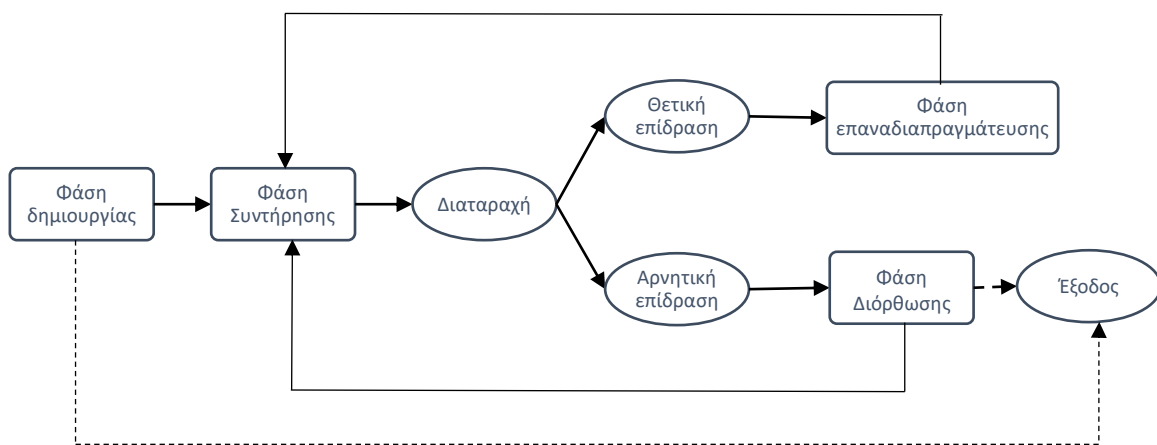 Φάση
δημιουργίας
Φάση
Συντήρησης
Διαταραχή
Θετική
επίδραση
Φάση
επαναδιαπραγμάτευσης
Αρνητική
επίδραση
Φάση
Διόρθωσης
Έξοδος